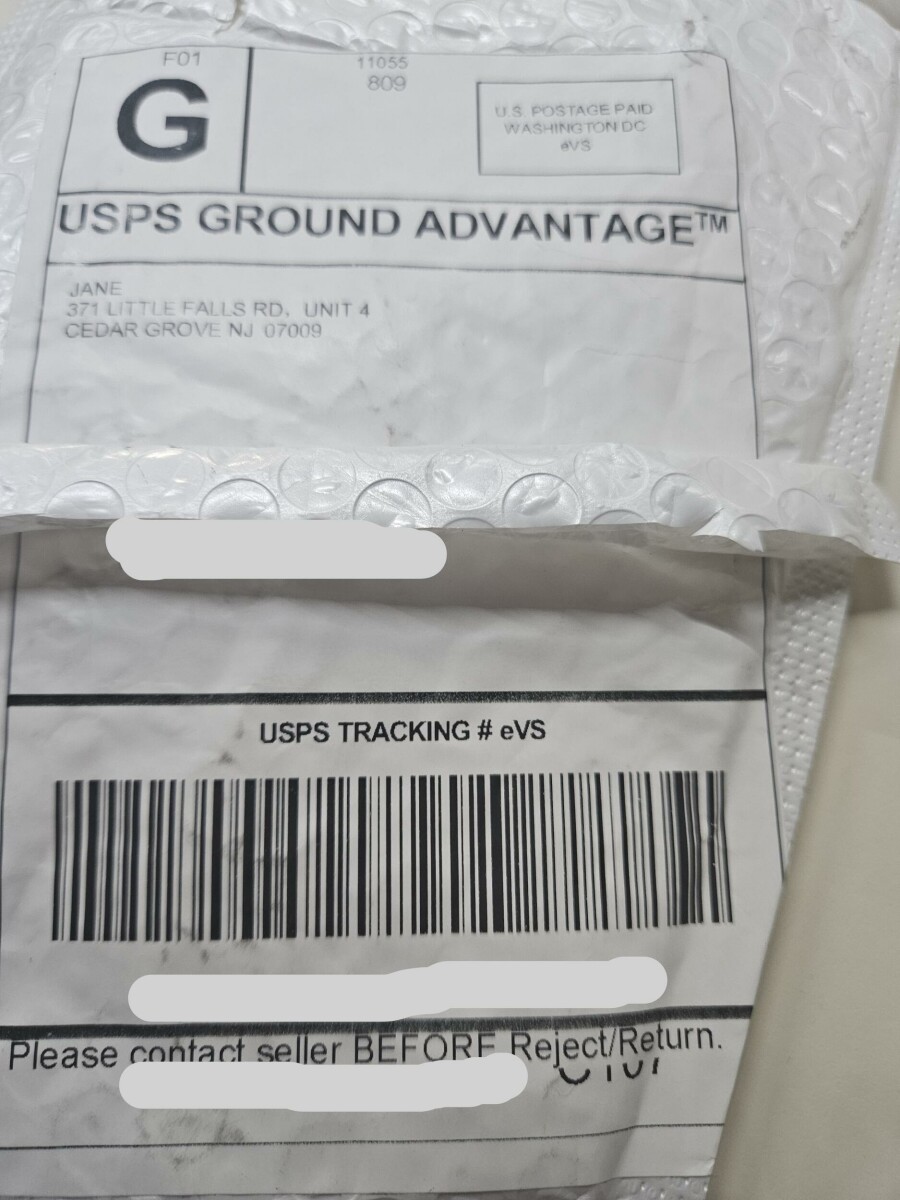 F01
G
11055
809
U.S. POSTAGE PAID
WASHINGTON DC
eVS
USPS GROUND ADVANTAGE™
JANE
371 LITTLE FALLS RD, UNIT 4
CEDAR GROVE NJ 07009
USPS TRACKING # eVS
Please contact seller BEFORE Reject/Return.